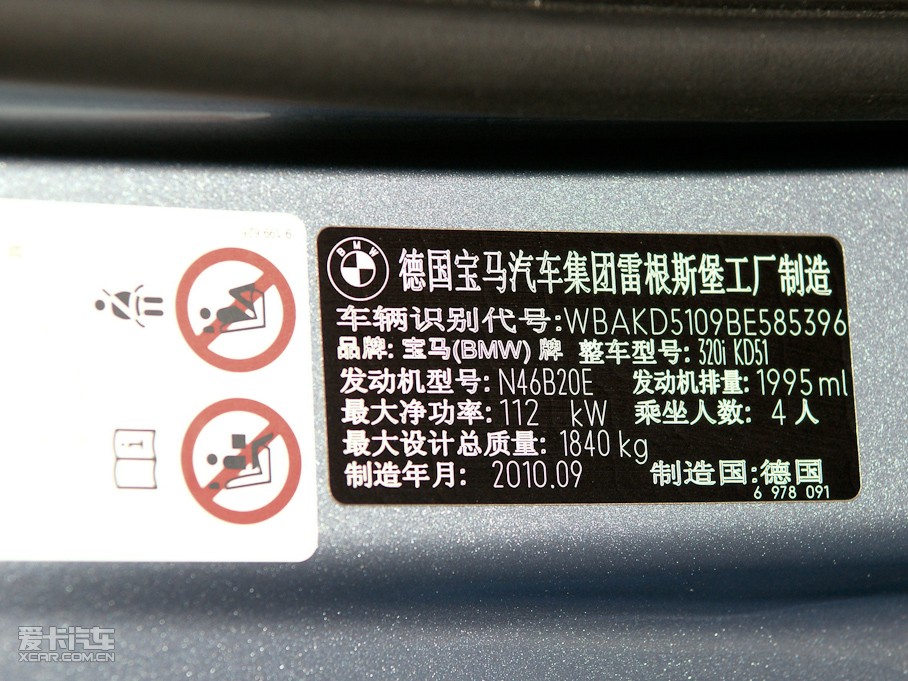 BMW
德国宝马汽车集团雷根斯堡工厂制造
车辆识别代号:WBAKD5109BE585396
品牌: 宝马(BMW) 牌 整车型号: 320i KD51
发动机型号: N46B20E 发动机排量: 1995 ml
最大净功率: 112 kW 乘坐人数: 4 人
最大设计总质量: 1840 kg
制造年月: 2010.09 制造国: 德国
6 978 091
爱卡汽车
XCAR.COM.CN